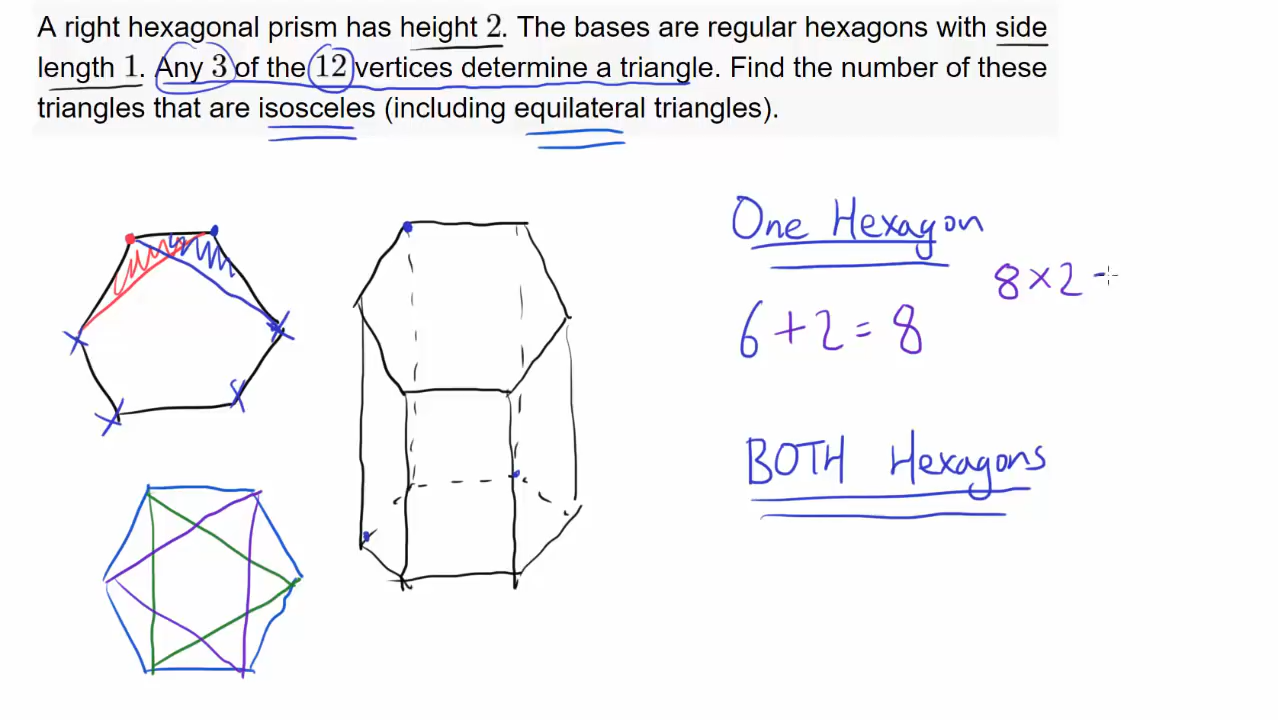 A right hexagonal prism has height 2. The bases are regular hexagons with side
length 1. Any 3 of the 12 vertices determine a triangle. Find the number of these
triangles that are isosceles (including equilateral triangles).
One Hexagon
8 × 2 =
6 + 2 = 8
BOTH Hexagons